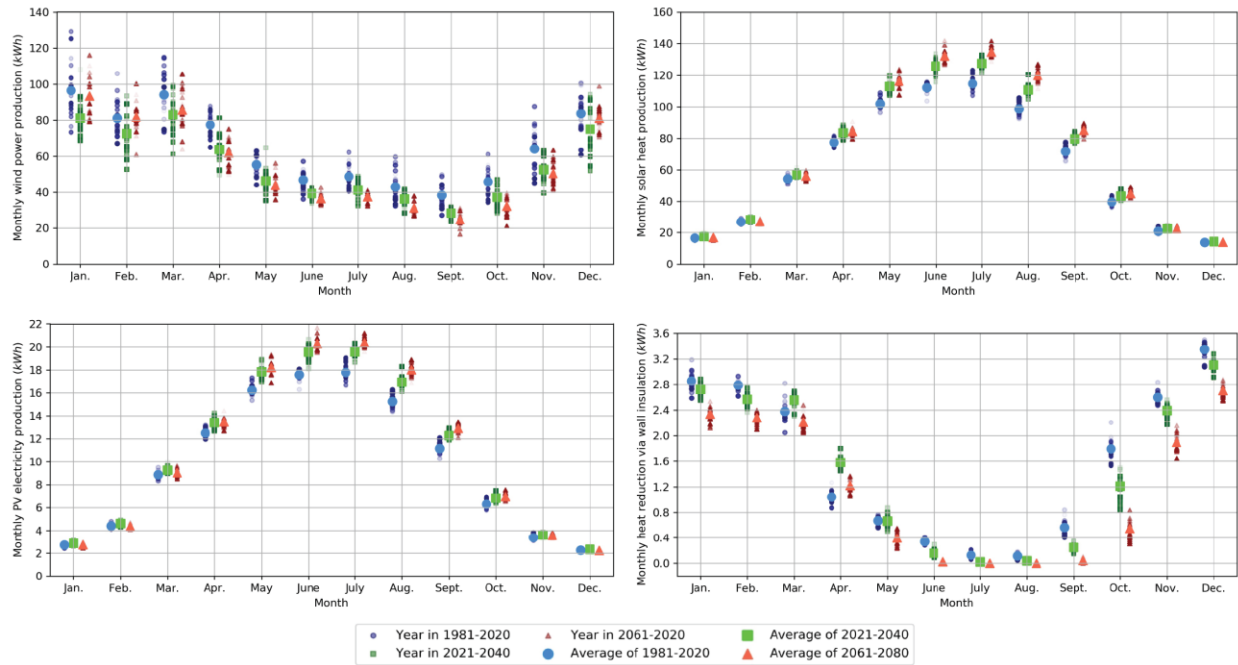 140
120
100
80
60
40
20
0
Monthly wind power production (kWh)
Jan. Feb. Mar. Apr. May June July Aug. Sept. Oct. Nov. Dec.
Month
160
140
120
100
80
60
40
20
0
Monthly solar heat production (kWh)
Jan. Feb. Mar. Apr. May June July Aug. Sept. Oct. Nov. Dec.
Month
22
20
18
16
14
12
10
8
6
4
2
0
Monthly PV electricity production (kWh)
Jan. Feb. Mar. Apr. May June July Aug. Sept. Oct. Nov. Dec.
Month
3.6
3.2
2.8
2.4
2.0
1.6
1.2
0.8
0.4
0.0
Monthly heat reduction via wall insulation (kWh)
Jan. Feb. Mar. Apr. May June July Aug. Sept. Oct. Nov. Dec.
Month
Year in 1981-2020 Year in 2061-2020 Average of 2021-2040
Year in 2021-2040 Average of 1981-2020 Average of 2061-2080